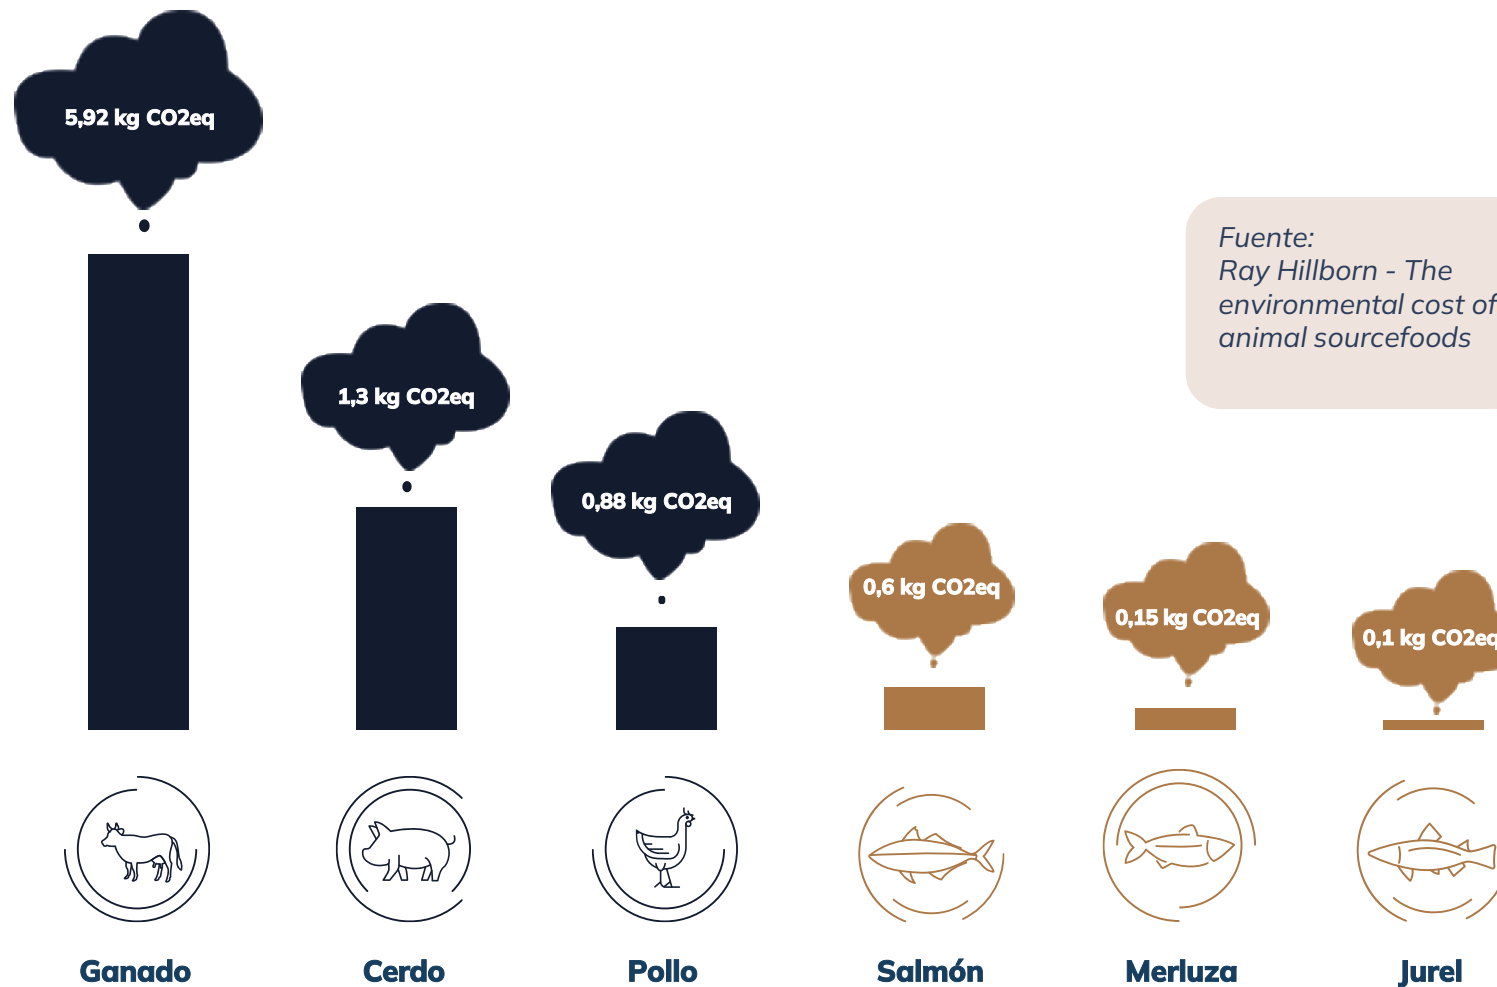 5,92 kg CO2eq
1,3 kg CO2eq
0,88 kg CO2eq
0,6 kg CO2eq
0,15 kg CO2eq
0,1 kg CO2eq
Fuente:
Ray Hillborn - The
environmental cost of
animal sourcefoods
Ganado
Cerdo
Pollo
Salmón
Merluza
Jurel